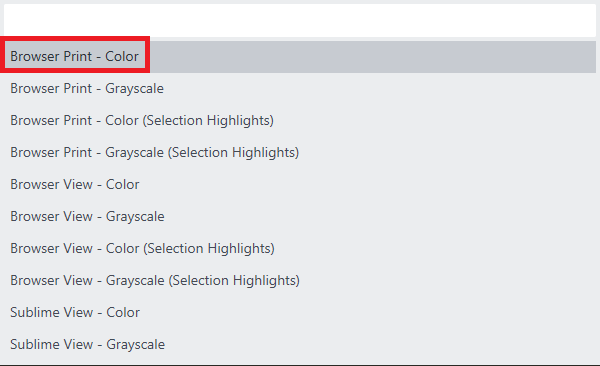 Browser Print - Color
Browser Print - Grayscale
Browser Print - Color (Selection Highlights)
Browser Print - Grayscale (Selection Highlights)
Browser View - Color
Browser View - Grayscale
Browser View - Color (Selection Highlights)
Browser View - Grayscale (Selection Highlights)
Sublime View - Color
Sublime View - Grayscale